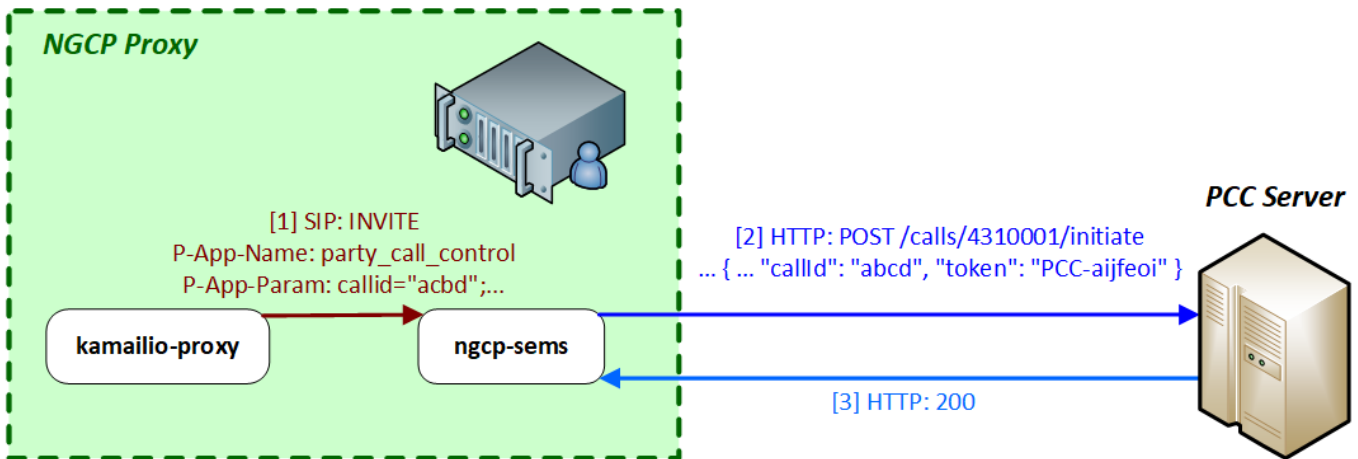 NGCP Proxy
[1] SIP: INVITE
P-App-Name: party_call_control
P-App-Param: callid="acbd";...
kamailio-proxy
ngcp-sems
[2] HTTP: POST /calls/4310001/initiate
... { ... "callId": "abcd", "token": "PCC-aijfeoi" }
[3] HTTP: 200
PCC Server